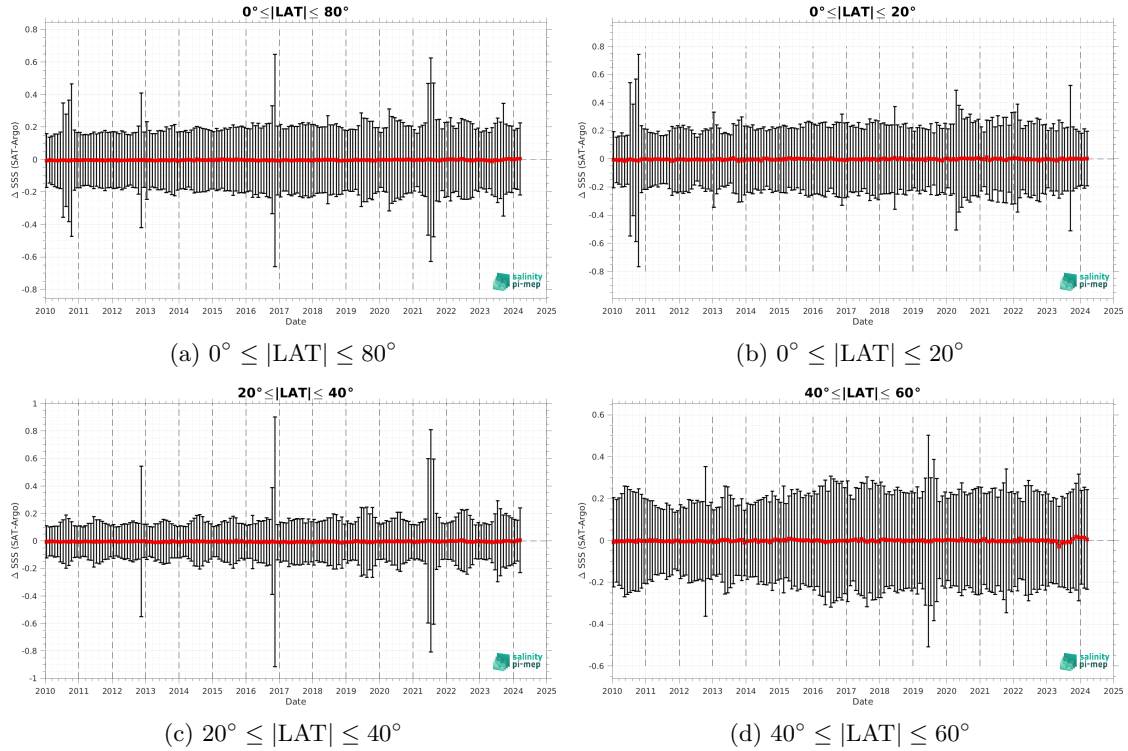 0°≤|LAT|≤ 80°
0.8
0.6
0.4
0.2
0
-0.2
-0.4
-0.6
-0.8
Δ SSS (SAT-Argo)
2010 2011 2012 2013 2014 2015 2016 2017 2018 2019 2020 2021 2022 2023 2024 2025
Date
salinity
pi-mep
(a) 0° ≤ |LAT| ≤ 80°
0°≤|LAT|≤ 20°
0.8
0.6
0.4
0.2
0
-0.2
-0.4
-0.6
-0.8
Δ SSS (SAT-Argo)
2010 2011 2012 2013 2014 2015 2016 2017 2018 2019 2020 2021 2022 2023 2024 2025
Date
salinity
pi-mep
(b) 0° ≤ |LAT| ≤ 20°
20°≤|LAT|≤ 40°
1
0.8
0.6
0.4
0.2
0
-0.2
-0.4
-0.6
-0.8
-1
Δ SSS (SAT-Argo)
2010 2011 2012 2013 2014 2015 2016 2017 2018 2019 2020 2021 2022 2023 2024 2025
Date
salinity
pi-mep
(c) 20° ≤ |LAT| ≤ 40°
40°≤|LAT|≤ 60°
0.6
0.4
0.2
0
-0.2
-0.4
-0.6
Δ SSS (SAT-Argo)
2010 2011 2012 2013 2014 2015 2016 2017 2018 2019 2020 2021 2022 2023 2024 2025
Date
salinity
pi-mep
(d) 40° ≤ |LAT| ≤ 60°